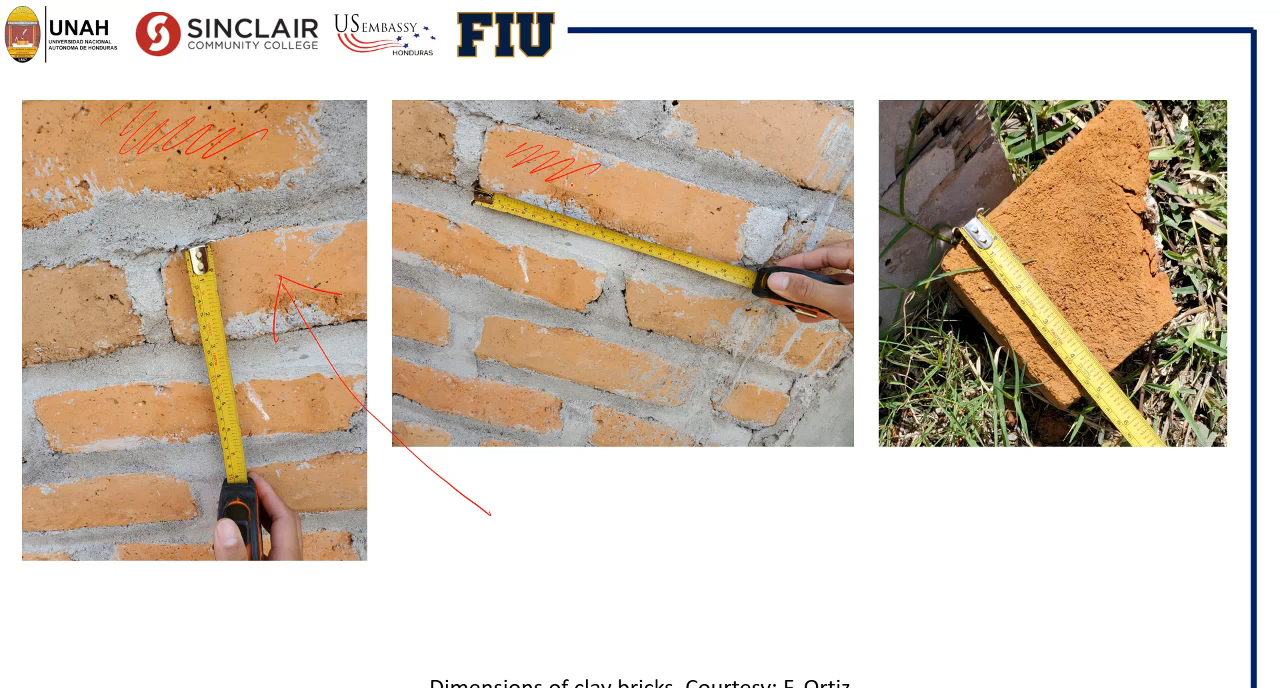 UNAH
UNIVERSIDAD NACIONAL
AUTÓNOMA DE HONDURAS
SINCLAIR
COMMUNITY COLLEGE
US EMBASSY
HONDURAS
FIU
Dimensions of clay bricks. Courtesy: F. Ortiz